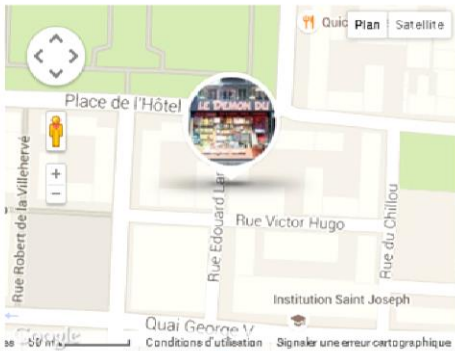 Quic
Plan
Satellite
Place de l'Hôtel
LE DEMON DU
+
−
Rue Robert de la Villehervé
Rue Edouard Lar
Rue Victor Hugo
Rue du Chillou
Institution Saint Joseph
Quai George V
Google
50 m
Conditions d'utilisation
Signaler une erreur cartographique